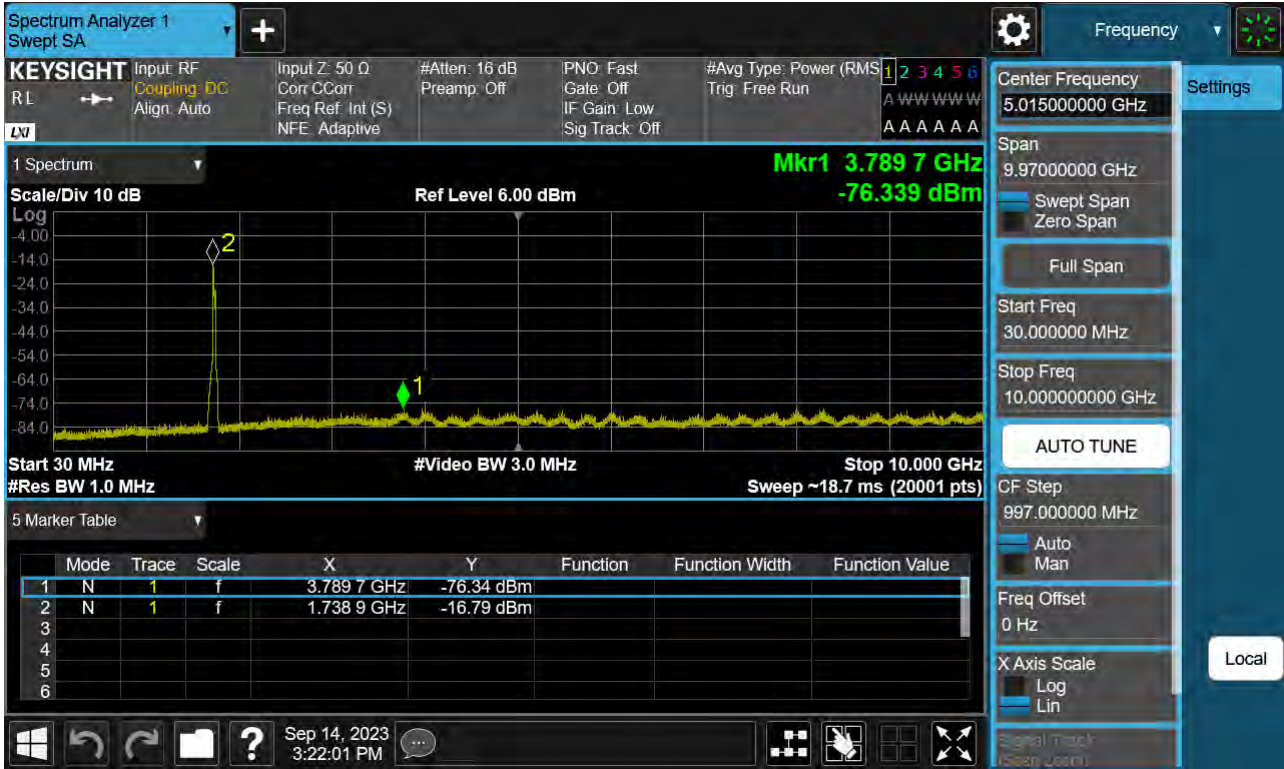 Spectrum Analyzer 1
Swept SA
Frequency
KEYSIGHT
RL
LXI
Input: RF
Coupling: DC
Align: Auto
Input Z: 50 Ω
Corr CCorr
Freq Ref: Int (S)
NFE: Adaptive
#Atten: 16 dB
Preamp: Off
PNO: Fast
Gate: Off
IF Gain: Low
Sig Track: Off
#Avg Type: Power (RMS
Trig: Free Run
1 2 3 4 5 6
A W W W W W
A A A A A A
1 Spectrum
Scale/Div 10 dB
Ref Level 6.00 dBm
Mkr1 3.789 7 GHz
-76.339 dBm
Log
-4.00
-14.0
-24.0
-34.0
-44.0
-54.0
-64.0
-74.0
-84.0
2
1
Start 30 MHz
#Video BW 3.0 MHz
Stop 10.000 GHz
#Res BW 1.0 MHz
Sweep ~18.7 ms (20001 pts)
5 Marker Table
Mode Trace Scale X Y Function Function Width Function Value
1 N 1 f 3.789 7 GHz -76.34 dBm
2 N 1 f 1.738 9 GHz -16.79 dBm
3
4
5
6
Sep 14, 2023
3:22:01 PM
?
Center Frequency
5.015000000 GHz
Settings
Span
9.97000000 GHz
Swept Span
Zero Span
Full Span
Start Freq
30.000000 MHz
Stop Freq
10.000000000 GHz
AUTO TUNE
CF Step
997.000000 MHz
Auto
Man
Freq Offset
0 Hz
X Axis Scale
Log
Lin
Local
Signal Track
(Span Zoom)